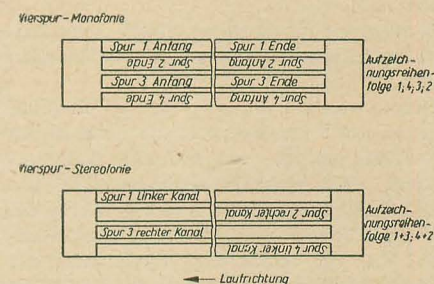 Vierspur-Monofonie
Spur 1 Anfang Spur 1 Ende
Spur 2 Ende Spur 2 Anfang
Spur 3 Anfang Spur 3 Ende
Spur 4 Ende Spur 4 Anfang
Aufzeich-
nungsreihen-
folge 1;4;3;2
Vierspur-Stereofonie
Spur 1 Linker Kanal
Spur 2 rechter Kanal
Spur 3 rechter Kanal
Spur 4 linker Kanal
Aufzeich-
nungsreihen-
folge 1+3;4+2
Laufrichtung